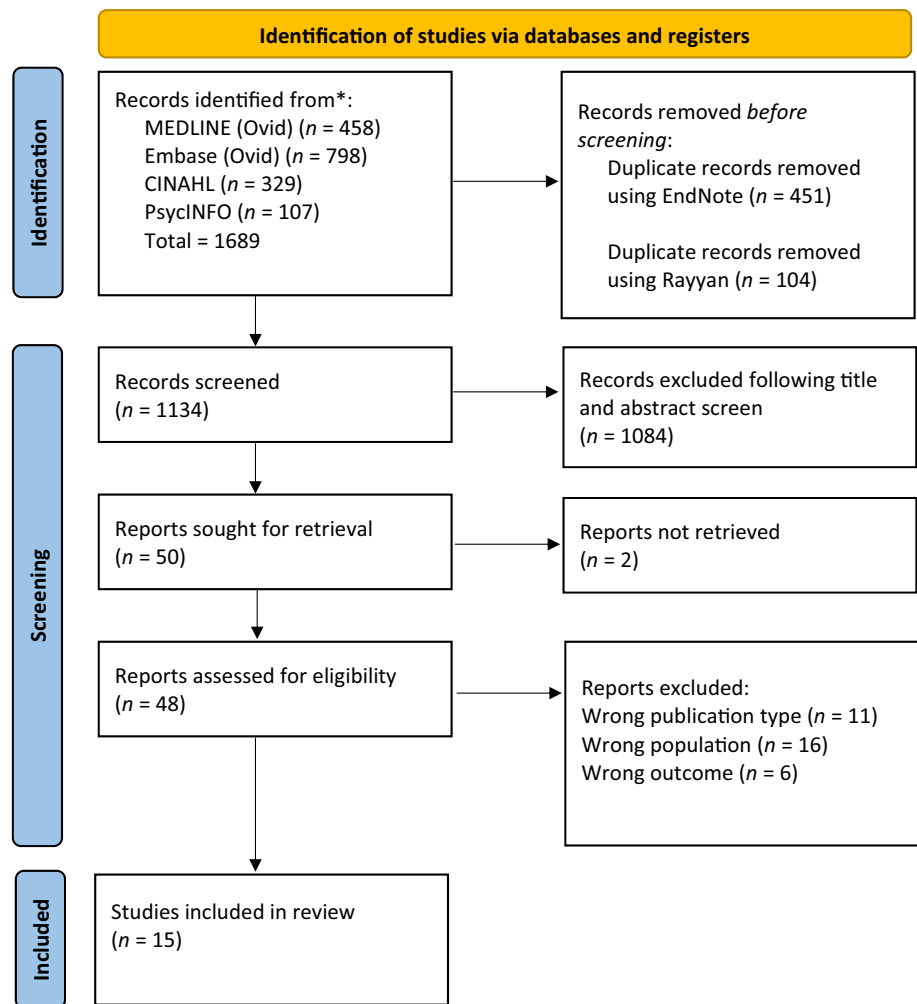 Identification of studies via databases and registers
Identification
Records identified from*:
MEDLINE (Ovid) (n = 458)
Embase (Ovid) (n = 798)
CINAHL (n = 329)
PsycINFO (n = 107)
Total = 1689
Records removed before
screening:
Duplicate records removed
using EndNote (n = 451)
Duplicate records removed
using Rayyan (n = 104)
Screening
Records screened
(n = 1134)
Records excluded following title
and abstract screen
(n = 1084)
Reports sought for retrieval
(n = 50)
Reports not retrieved
(n = 2)
Reports assessed for eligibility
(n = 48)
Reports excluded:
Wrong publication type (n = 11)
Wrong population (n = 16)
Wrong outcome (n = 6)
Included
Studies included in review
(n = 15)